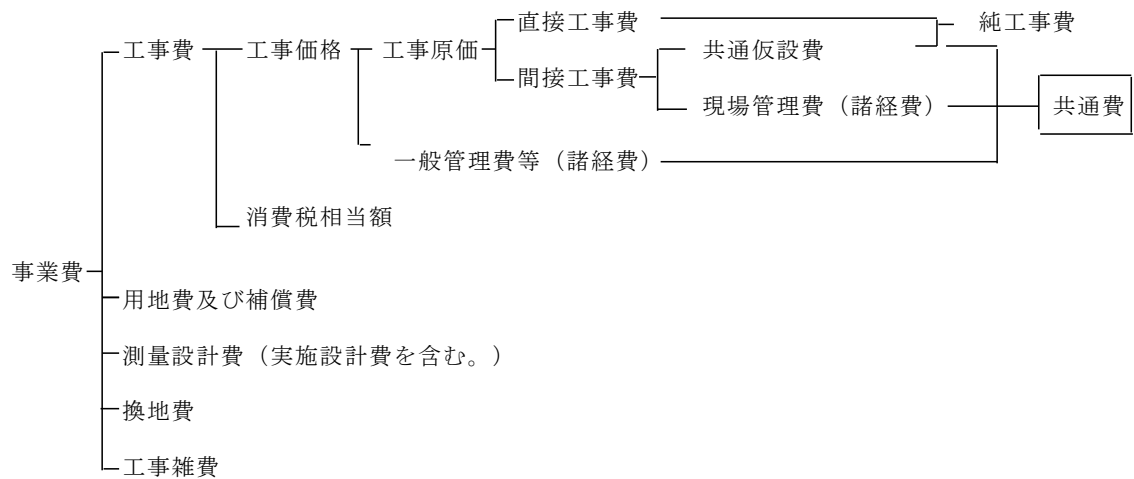 直接工事費 純工事費
工事費 工事価格 工事原価 共通仮設費
間接工事費
現場管理費（諸経費） 共通費
一般管理費等（諸経費）
消費税相当額
事業費
用地費及び補償費
測量設計費（実施設計費を含む。）
換地費
工事雑費